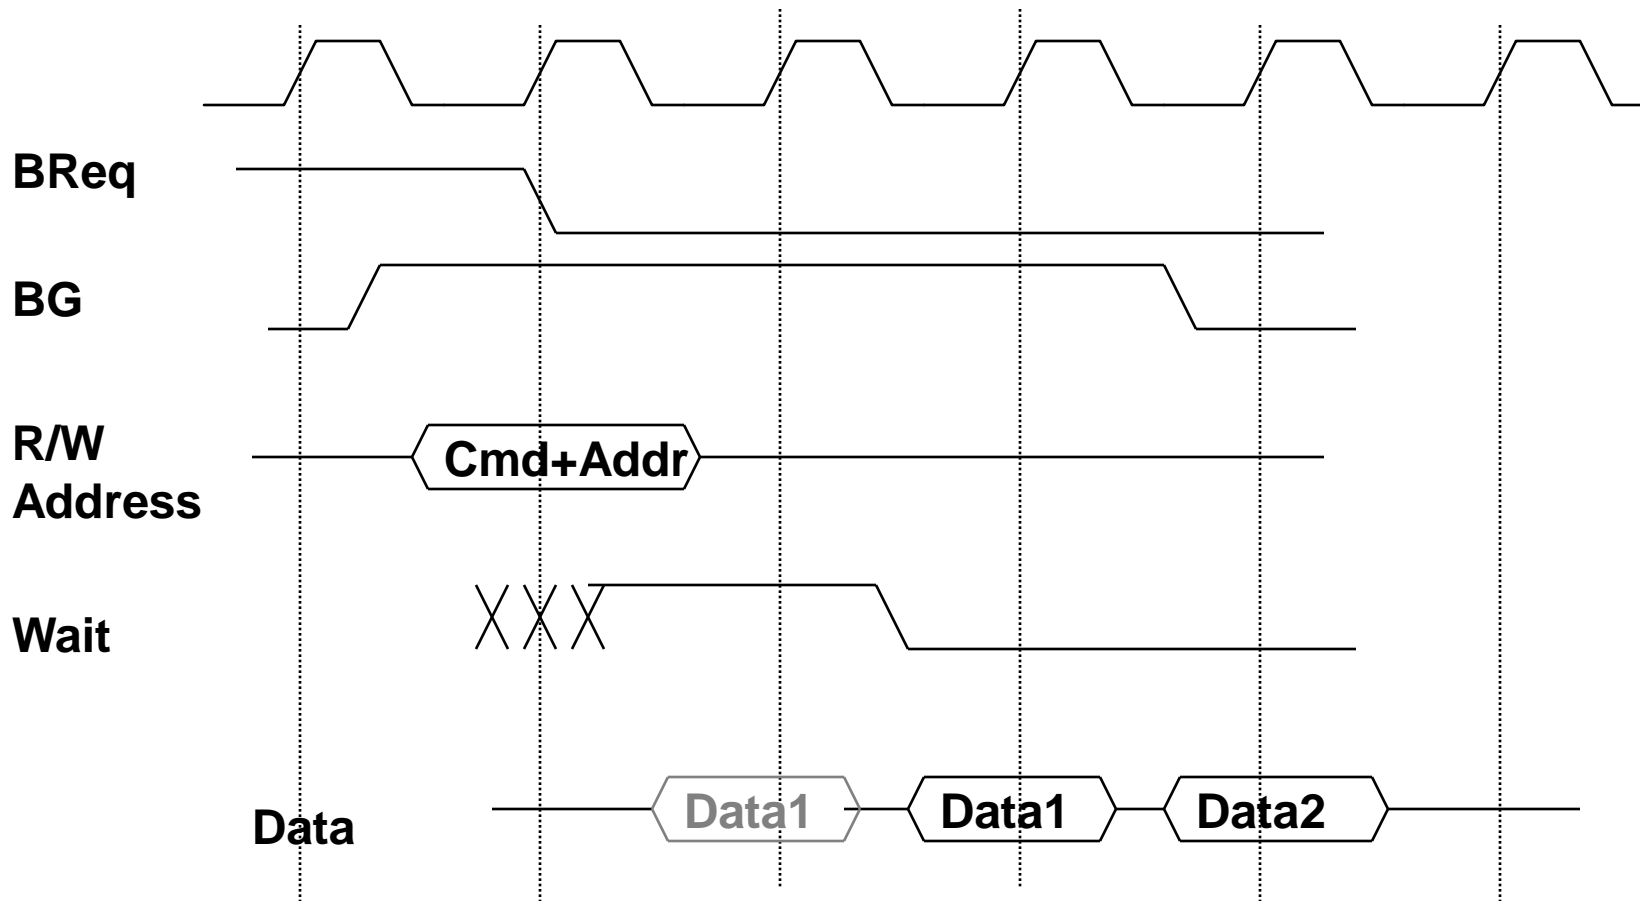 BReq
BG
R/W
Address
Cmd+Addr
Wait
Data
Data1
Data1
Data2